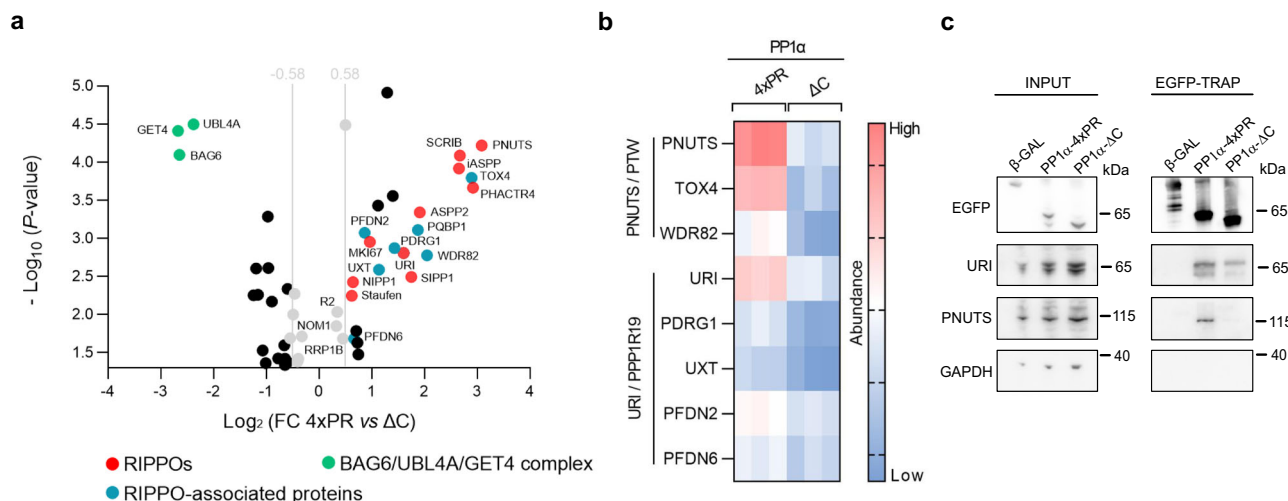 a
-0.58 0.58
5.0
4.5
4.0
3.5
3.0
2.5
2.0
1.5
- Log10 (P-value)
GET4
UBL4A
BAG6
SCRIB
PNUTS
iASPP
TOX4
PHACTR4
ASPP2
PFDN2
PQBP1
PDRG1
MKI67
WDR82
UXT
URI
NIPP1
SIPP1
Staufen
R2
NOM1
PFDN6
RRP1B
-4 -3 -2 -1 0 1 2 3 4
Log2 (FC 4xPR vs ΔC)
RIPPOs
BAG6/UBL4A/GET4 complex
RIPPO-associated proteins
b
PP1α
4xPR ΔC
PNUTS / PTW
PNUTS
TOX4
WDR82
URI / PPP1R19
URI
PDRG1
UXT
PFDN2
PFDN6
High
Abundance
Low
c
INPUT EGFP-TRAP
β-GAL PP1α-4xPR PP1α-ΔC kDa β-GAL PP1α-4xPR PP1α-ΔC kDa
EGFP 65 65
URI 65 65
PNUTS 115 115
GAPDH 40 40